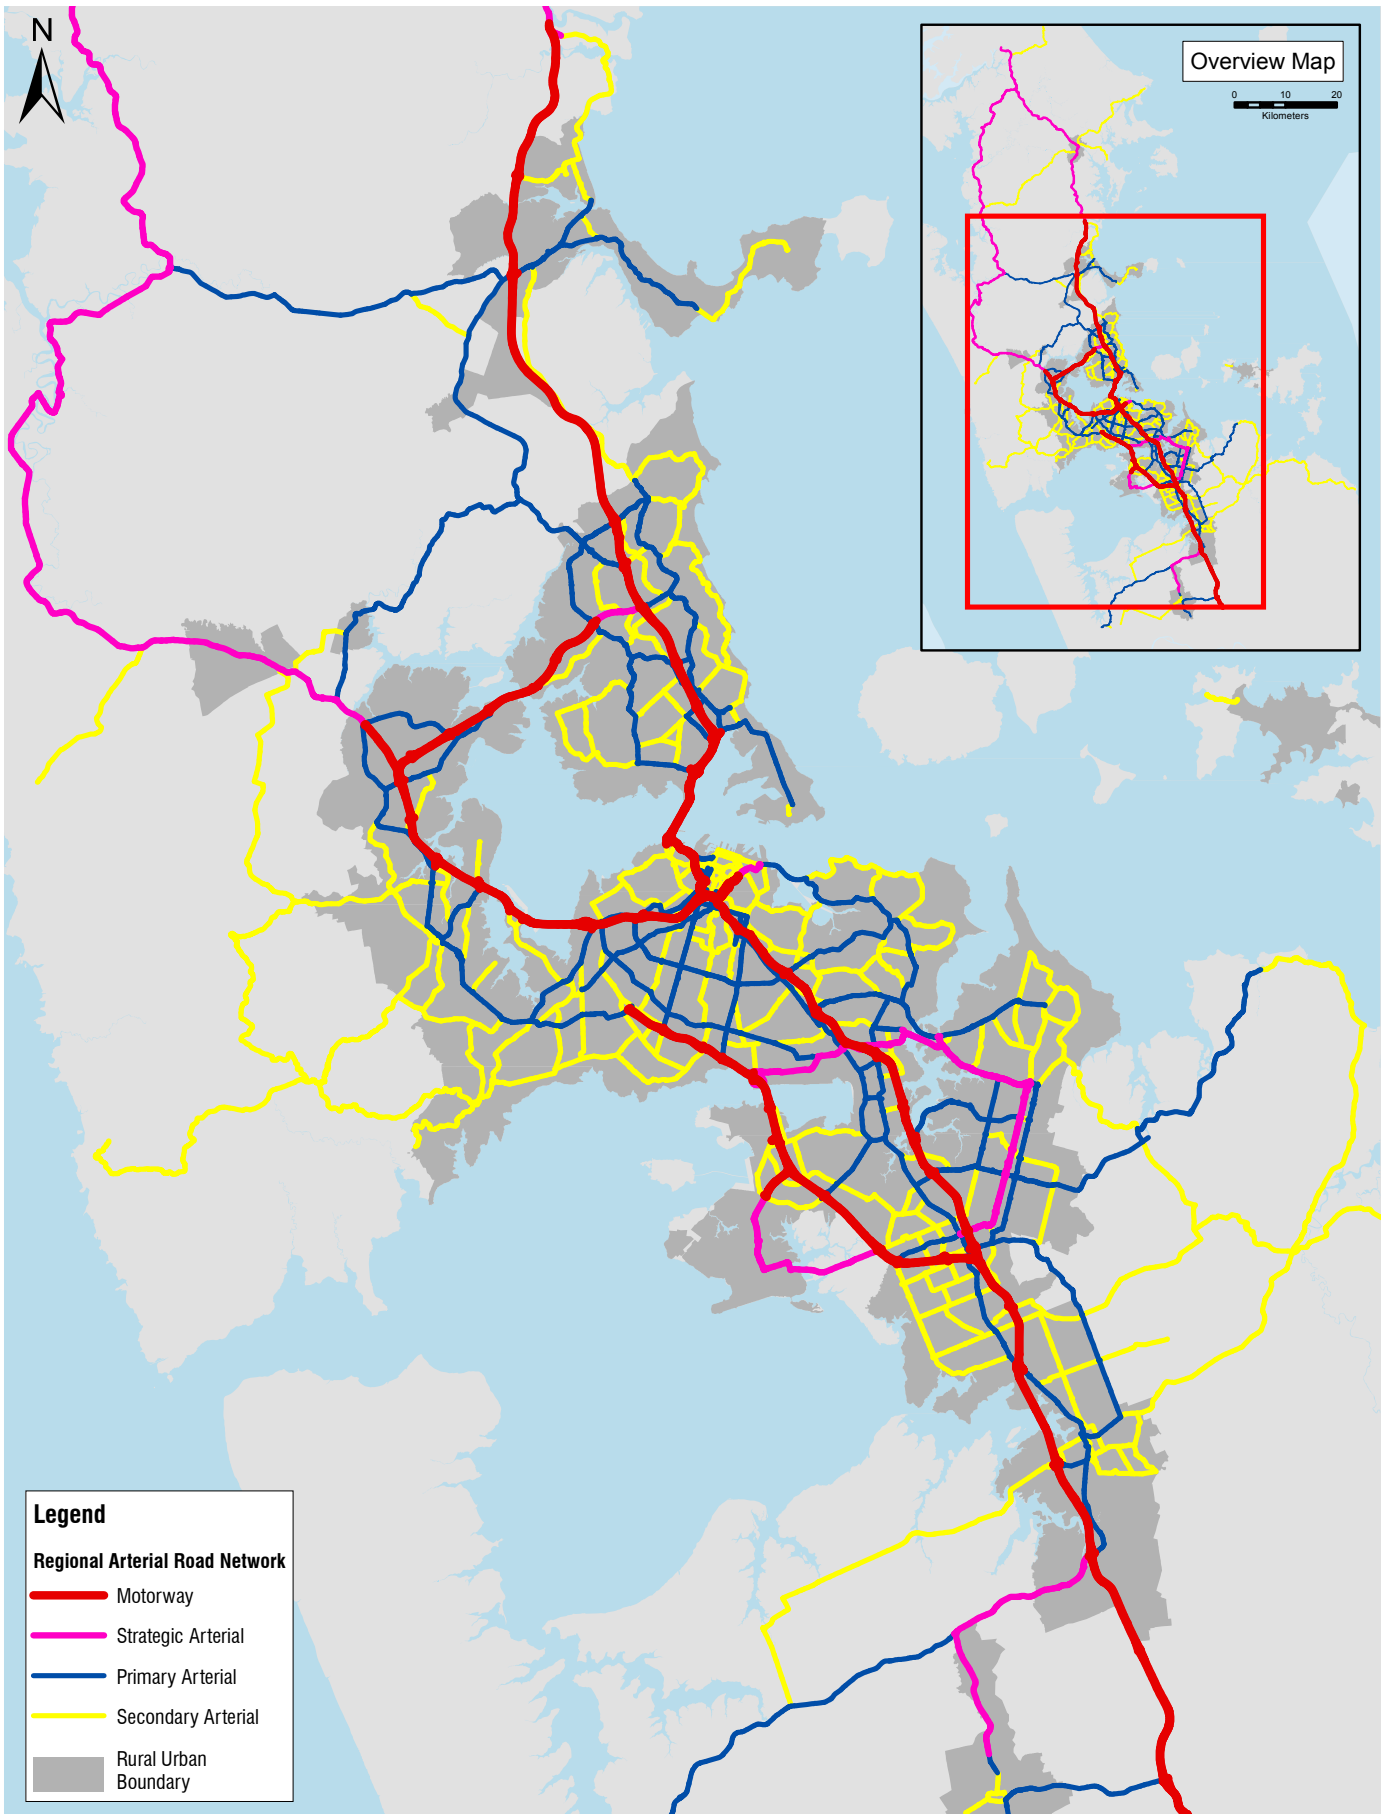 N
Overview Map
0 10 20
Kilometers
Legend
Regional Arterial Road Network
Motorway
Strategic Arterial
Primary Arterial
Secondary Arterial
Rural Urban
Boundary